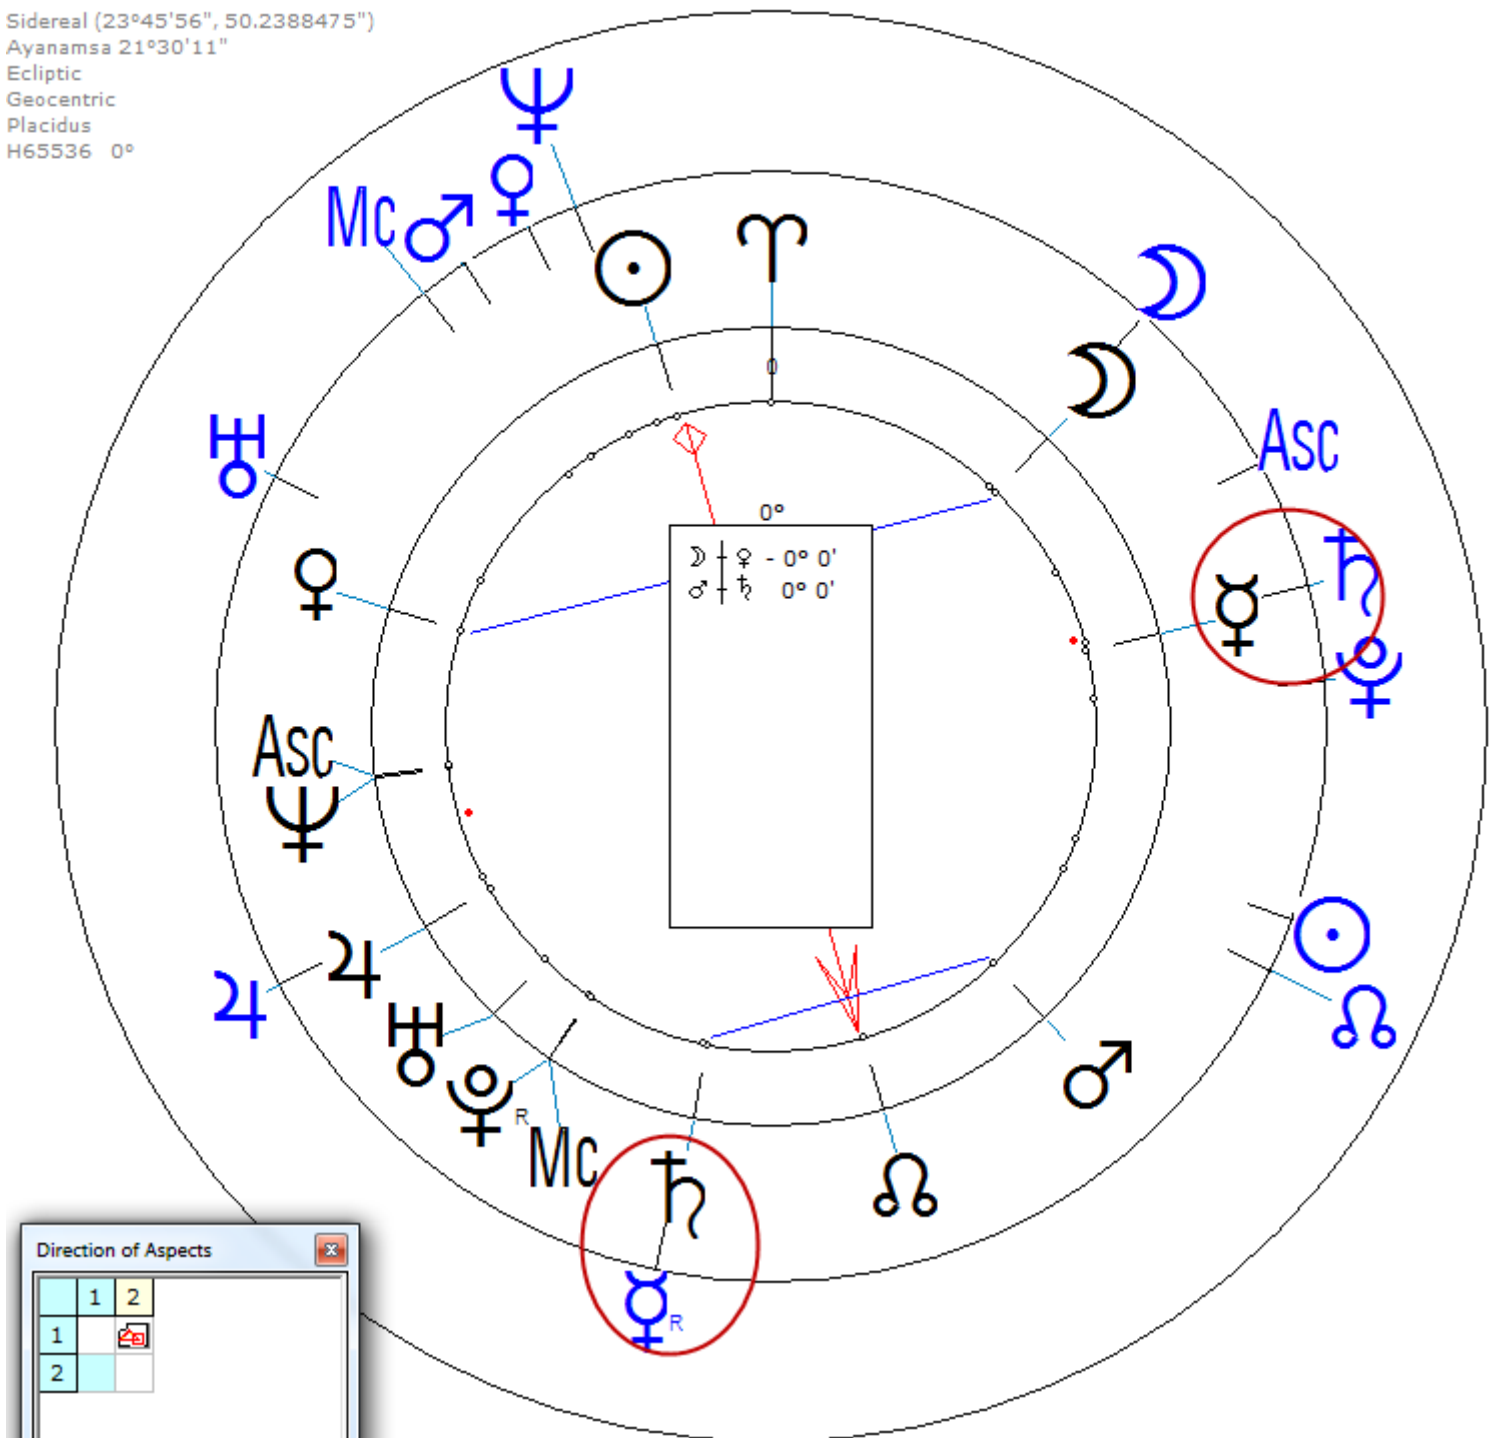 Sidereal (23°45'56", 50.2388475")
Ayanamsa 21°30'11"
Ecliptic
Geocentric
Placidus
H65536 0°
♆
♀
Mc ♂
☉ ♈
☽
0
☽
Asc
♅
0°
☽ ♀ - 0° 0'
♂ ♄ 0° 0'
♀
☿ ♄
♇
Asc
♆
☉
♃
♃
☊
♅
♂
♇ R
Mc
♄
☊
☿ R
Direction of Aspects
1 2
1
2